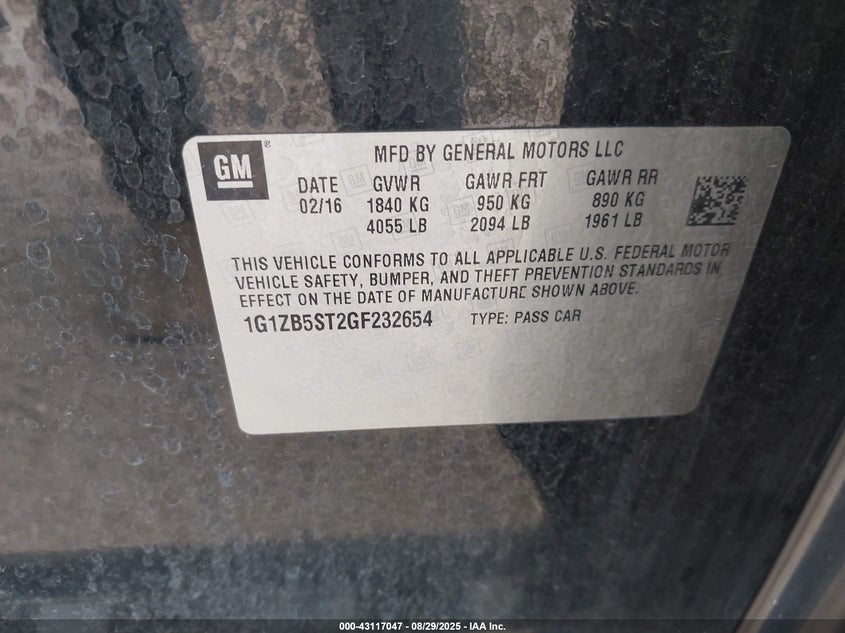 GM
MFD BY GENERAL MOTORS LLC
DATE GVWR GAWR FRT GAWR RR
02/16 1840 KG 950 KG 890 KG
4055 LB 2094 LB 1961 LB
THIS VEHICLE CONFORMS TO ALL APPLICABLE U.S. FEDERAL MOTOR
VEHICLE SAFETY, BUMPER, AND THEFT PREVENTION STANDARDS IN
EFFECT ON THE DATE OF MANUFACTURE SHOWN ABOVE.
1G1ZB5ST2GF232654 TYPE: PASS CAR
000-43117047 - 08/29/2025 - IAA Inc.